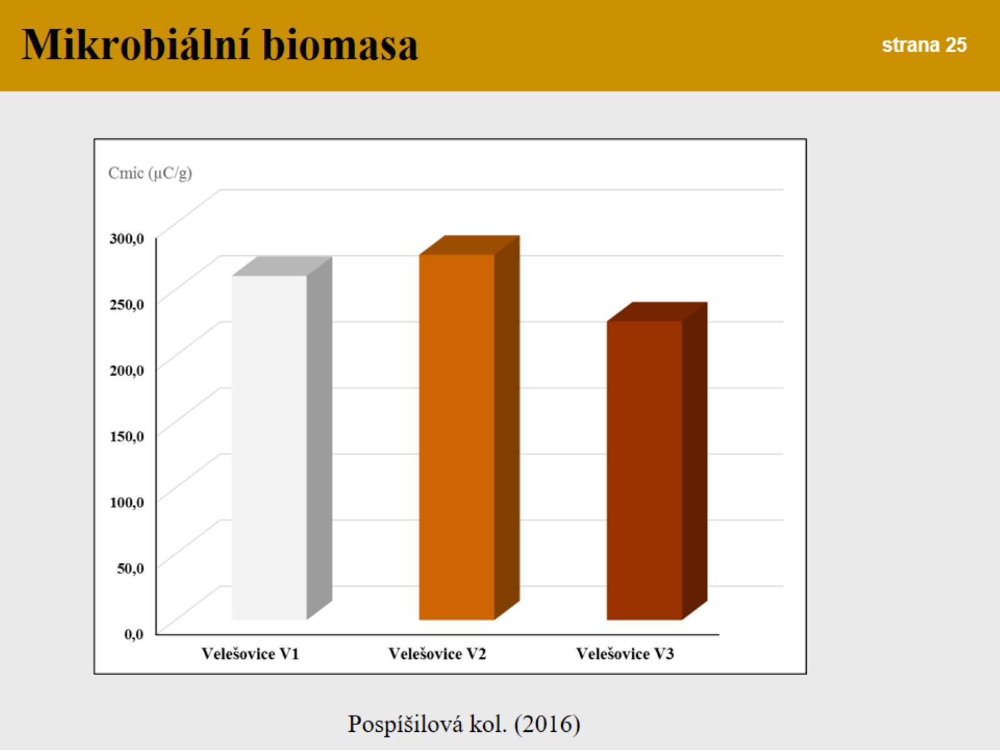 Mikrobiální biomasa
strana 25
Cmic (µC/g)
300,0
250,0
200,0
150,0
100,0
50,0
0,0
Velešovice V1
Velešovice V2
Velešovice V3
Pospíšilová kol. (2016)